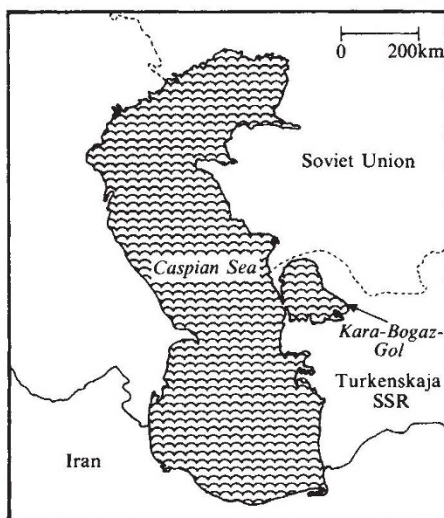 0 200km
Soviet Union
Caspian Sea
Kara-Bogaz-
Gol
Turkenskaja
SSR
Iran